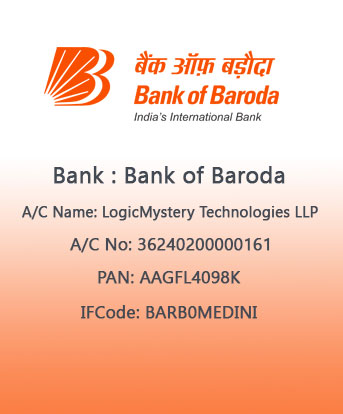 बैंक ऑफ़ बड़ौदा
Bank of Baroda
India's International Bank
Bank : Bank of Baroda
A/C Name: LogicMystery Technologies LLP
A/C No: 36240200000161
PAN: AAGFL4098K
IFCode: BARB0MEDINI